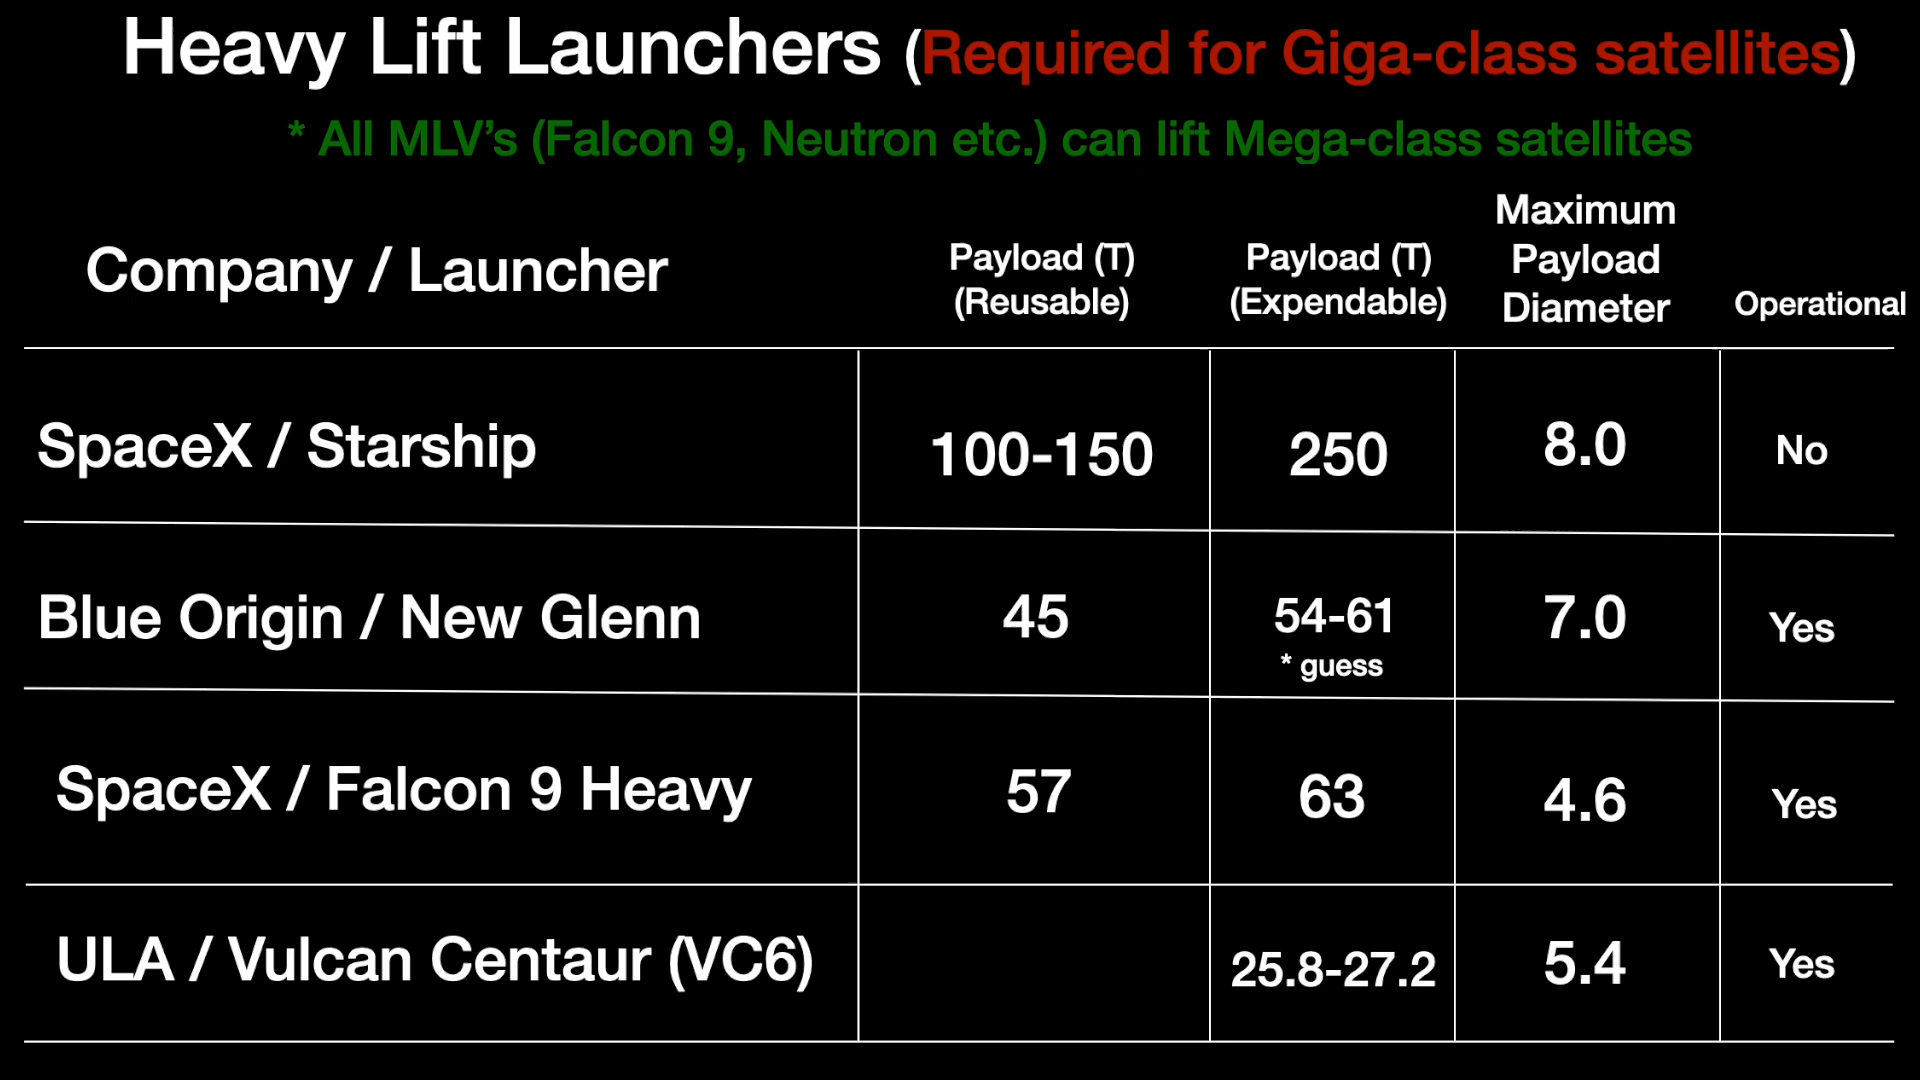 Heavy Lift Launchers (Required for Giga-class satellites)
* All MLV's (Falcon 9, Neutron etc.) can lift Mega-class satellites
Company / Launcher
Payload (T)
(Reusable)
Payload (T)
(Expendable)
Maximum
Payload
Diameter
Operational
SpaceX / Starship
100-150
250
8.0
No
Blue Origin / New Glenn
45
54-61
* guess
7.0
Yes
SpaceX / Falcon 9 Heavy
57
63
4.6
Yes
ULA / Vulcan Centaur (VC6)
25.8-27.2
5.4
Yes